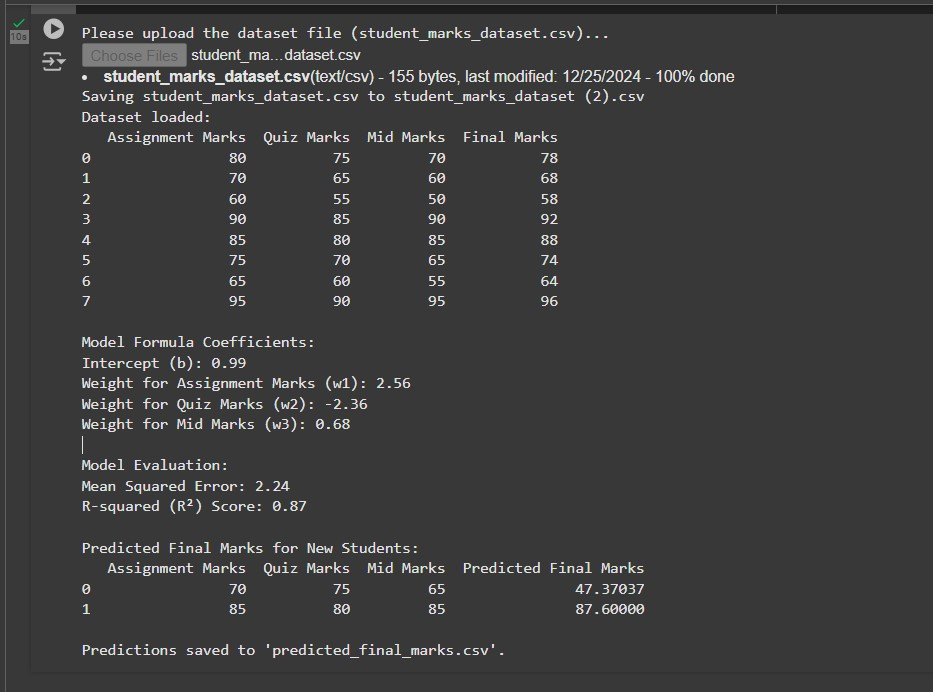 10s
Please upload the dataset file (student_marks_dataset.csv)...
Choose Files student_ma...dataset.csv
• student_marks_dataset.csv(text/csv) - 155 bytes, last modified: 12/25/2024 - 100% done
Saving student_marks_dataset.csv to student_marks_dataset (2).csv
Dataset loaded:
Assignment Marks Quiz Marks Mid Marks Final Marks
0 80 75 70 78
1 70 65 60 68
2 60 55 50 58
3 90 85 90 92
4 85 80 85 88
5 75 70 65 74
6 65 60 55 64
7 95 90 95 96
Model Formula Coefficients:
Intercept (b): 0.99
Weight for Assignment Marks (w1): 2.56
Weight for Quiz Marks (w2): -2.36
Weight for Mid Marks (w3): 0.68
Model Evaluation:
Mean Squared Error: 2.24
R-squared (R²) Score: 0.87
Predicted Final Marks for New Students:
Assignment Marks Quiz Marks Mid Marks Predicted Final Marks
0 70 75 65 47.37037
1 85 80 85 87.60000
Predictions saved to 'predicted_final_marks.csv'.